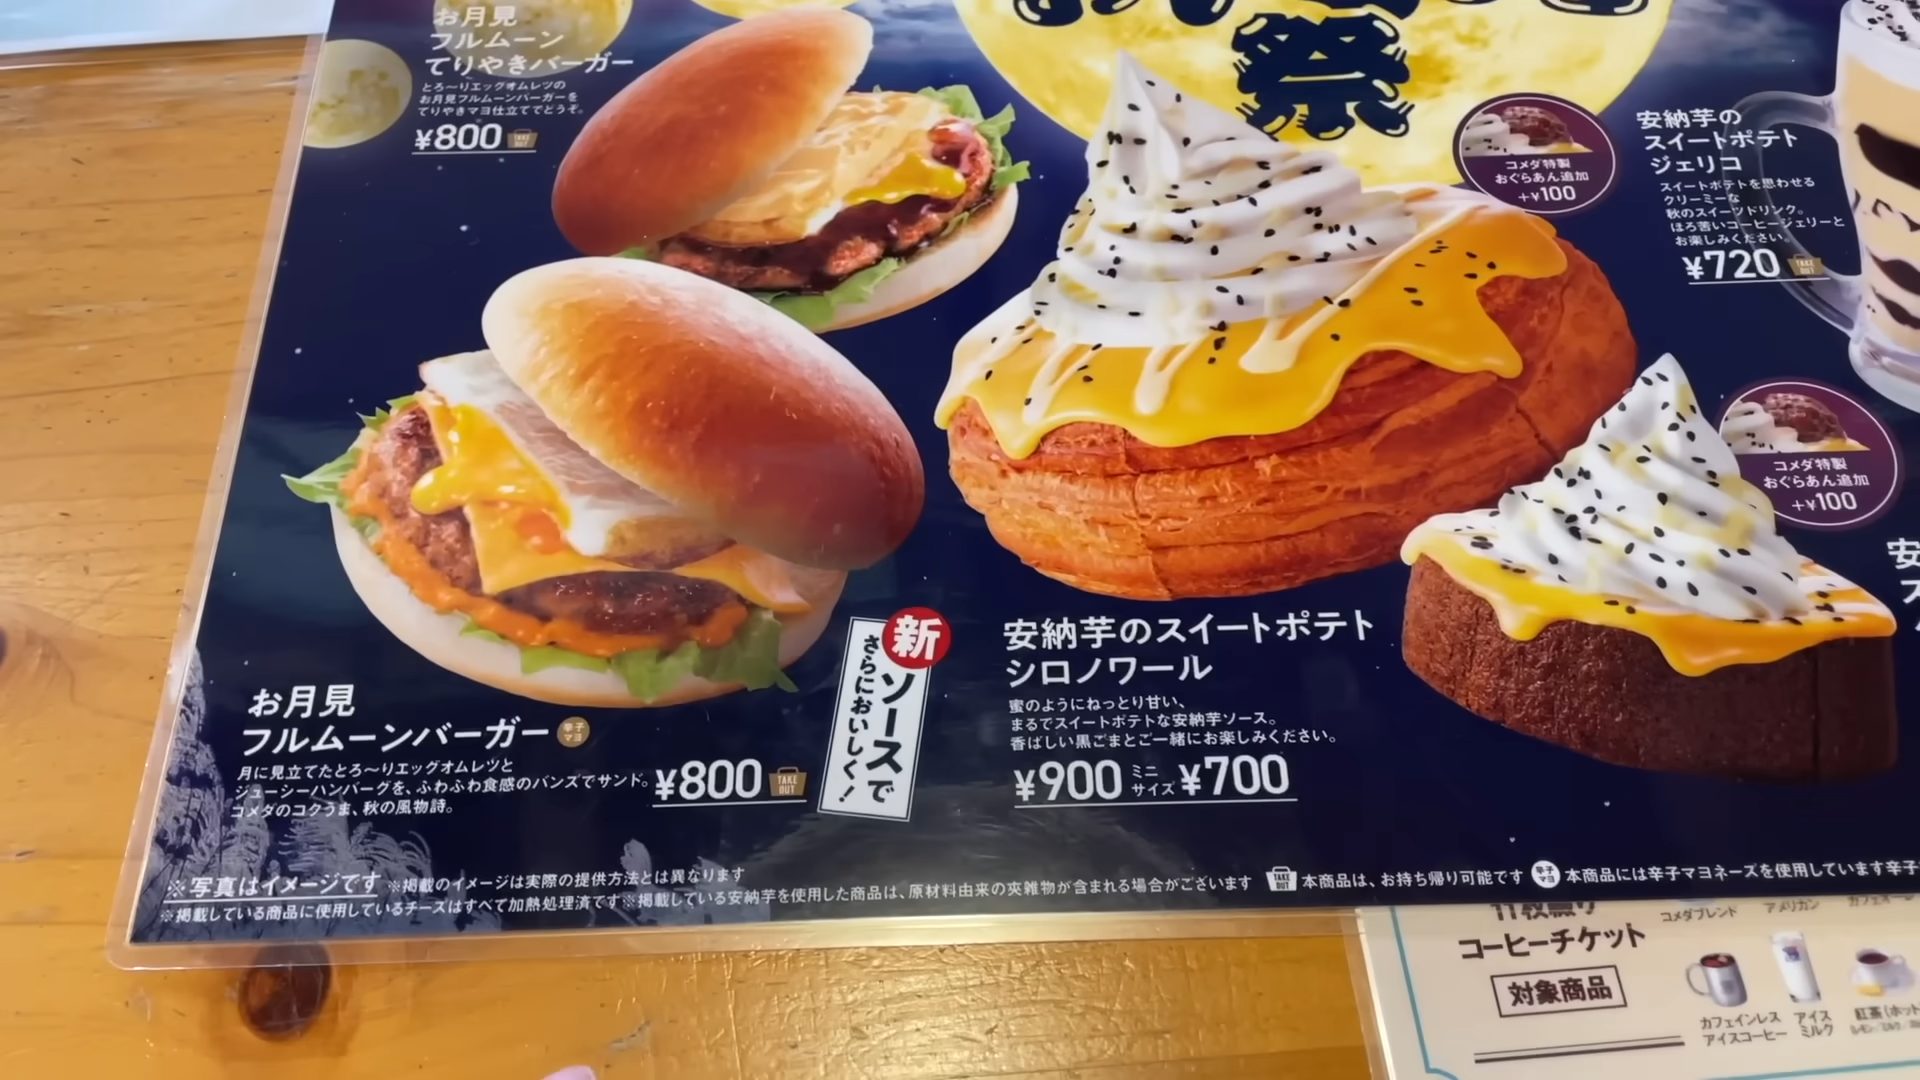 お月見
フルムーン
てりやきバーガー
とろ〜りエッグオムレツの
お月見フルムーンバーガーを
てりやきマヨ仕立てでどうぞ。
¥800 TAKE OUT
祭
コメダ特製
おぐらあん追加
+¥100
安納芋の
スイートポテト
ジェリコ
スイートポテトを思わせる
クリーミーな
秋のスイーツドリンク。
ほろ苦いコーヒージェリーと
お楽しみください。
¥720 TAKE OUT
コメダ特製
おぐらあん追加
+¥100
お月見
フルムーンバーガー 辛子マヨ
月に見立てたとろ〜りエッグオムレツと
ジューシーハンバーグを、ふわふわ食感のバンズでサンド。
コメダのコクうま、秋の風物詩。
¥800 TAKE OUT
新ソースで
さらにおいしく!
安納芋のスイートポテト
シロノワール
蜜のようにねっとり甘い、
まるでスイートポテトな安納芋ソース。
香ばしい黒ごまとご一緒にお楽しみください。
¥900 ミニサイズ ¥700
安
※写真はイメージです ※掲載のイメージは実際の提供方法とは異なります
※掲載している商品に使用しているチーズはすべて加熱処理済です※掲載している安納芋を使用した商品は、原材料由来の夾雑物が含まれる場合がございます TAKE OUT 本商品は、お持ち帰り可能です 辛子マヨ 本商品には辛子マヨネーズを使用しています
コメダブレンド アメリカン
コーヒーチケット
対象商品
カフェインレス
アイスコーヒー
アイス
ミルク
紅茶(ホット